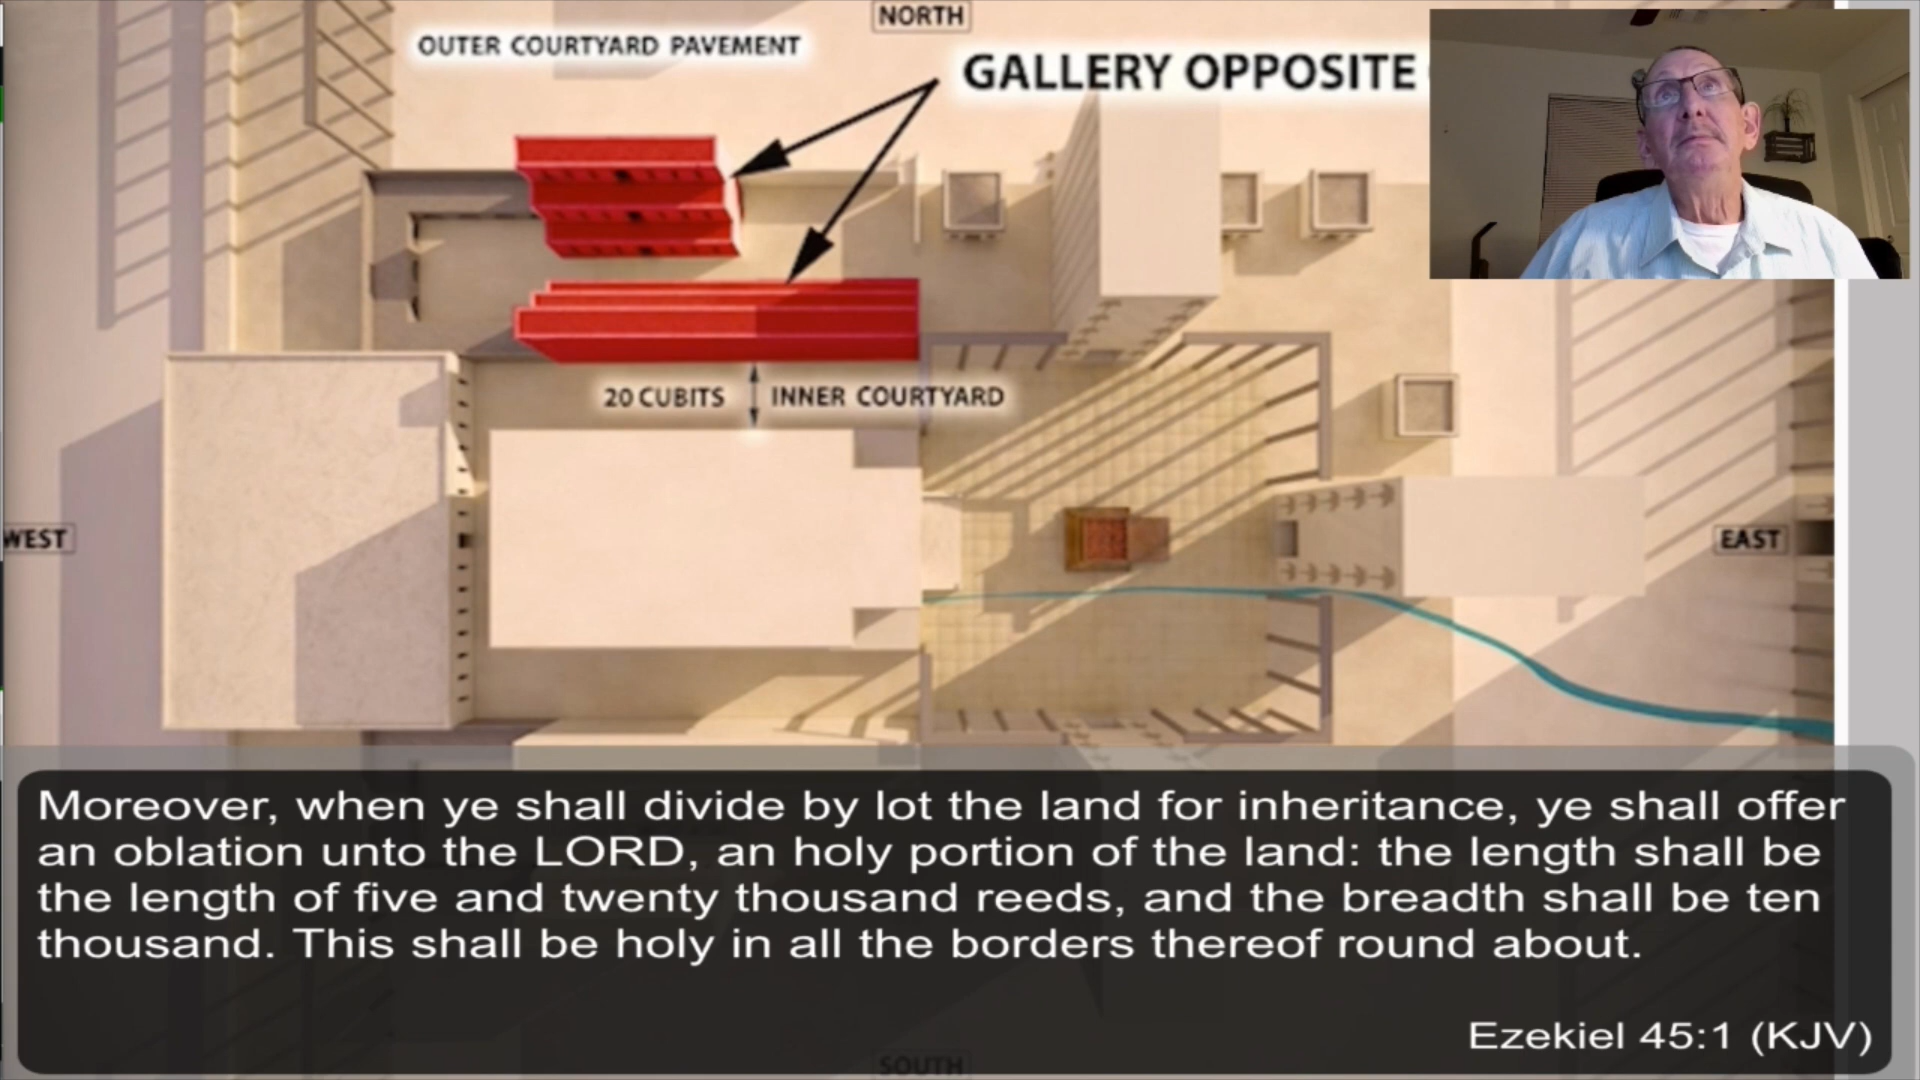 NORTH
OUTER COURTYARD PAVEMENT
GALLERY OPPOSITE
20 CUBITS
INNER COURTYARD
WEST
EAST
Moreover, when ye shall divide by lot the land for inheritance, ye shall offer
an oblation unto the LORD, an holy portion of the land: the length shall be
the length of five and twenty thousand reeds, and the breadth shall be ten
thousand. This shall be holy in all the borders thereof round about.
Ezekiel 45:1 (KJV)
SOUTH